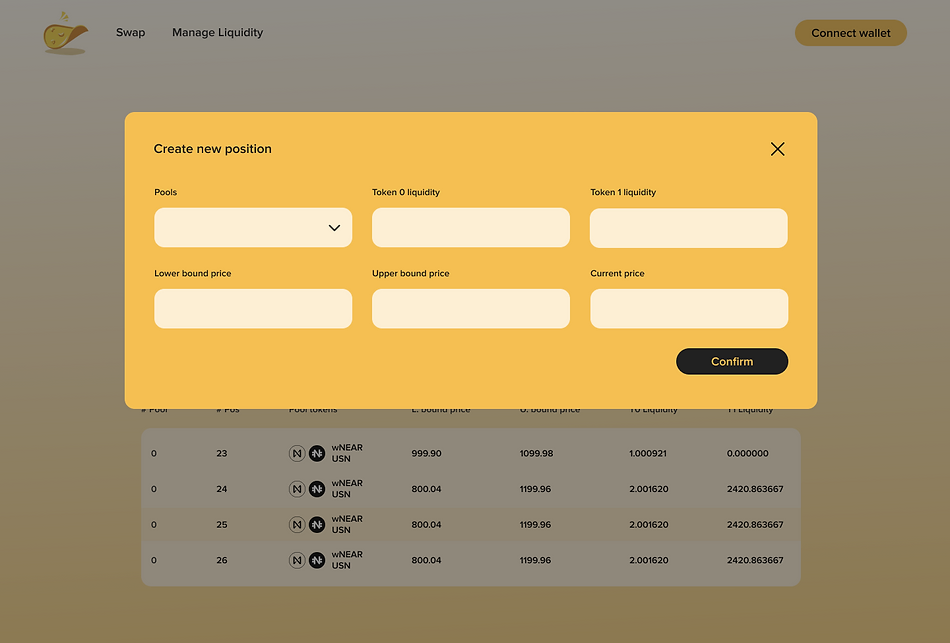 Swap Manage Liquidity Connect wallet
Create new position
Pools Token 0 liquidity Token 1 liquidity
Lower bound price Upper bound price Current price
Confirm
# Pool # Pos Pool tokens L. bound price U. bound price T0 Liquidity T1 Liquidity
0 23 wNEAR USN 999.90 1099.98 1.000921 0.000000
0 24 wNEAR USN 800.04 1199.96 2.001620 2420.863667
0 25 wNEAR USN 800.04 1199.96 2.001620 2420.863667
0 26 wNEAR USN 800.04 1199.96 2.001620 2420.863667